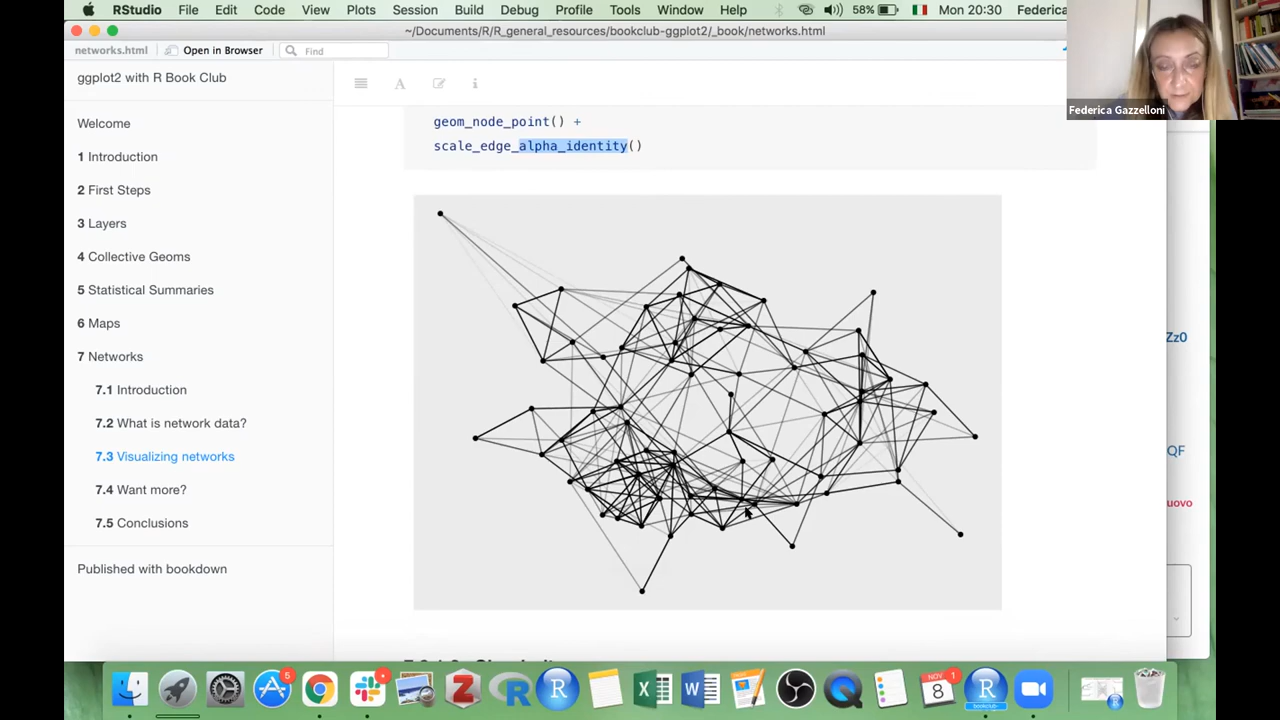 RStudio File Edit Code View Plots Session Build Debug Profile Tools Window Help 58% Mon 20:30 Federica
~/Documents/R/R_general_resources/bookclub-ggplot2/_book/networks.html
networks.html Open in Browser Find
Federica Gazzelloni
ggplot2 with R Book Club
Welcome
1 Introduction
2 First Steps
3 Layers
4 Collective Geoms
5 Statistical Summaries
6 Maps
7 Networks
7.1 Introduction
7.2 What is network data?
7.3 Visualizing networks
7.4 Want more?
7.5 Conclusions
Published with bookdown
geom_node_point() +
scale_edge_alpha_identity()
Zz0
QF
uovo
5
NOV 1
8